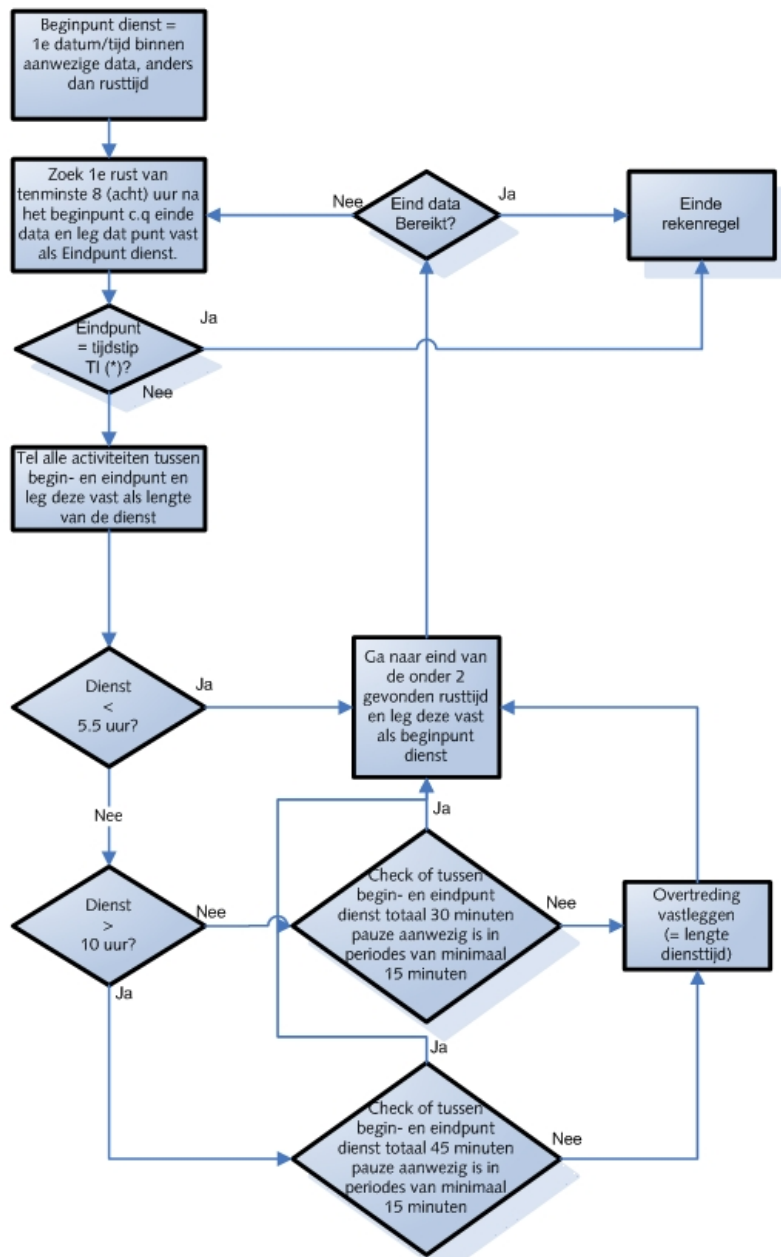 Beginpunt dienst =
1e datum/tijd binnen
aanwezige data, anders
dan rusttijd
Zoek 1e rust van
tenminste 8 (acht) uur na
het beginpunt c.q einde
data en leg dat punt vast
als Eindpunt dienst.
Nee
Eind data
Bereikt?
Ja
Einde
rekenregel
Eindpunt
= tijdstip
TI (*)?
Ja
Nee
Tel alle activiteiten tussen
begin- en eindpunt en
leg deze vast als lengte
van de dienst
Dienst
<
5.5 uur?
Ja
Ga naar eind van
de onder 2
gevonden rusttijd
en leg deze vast
als beginpunt
dienst
Nee
Ja
Dienst
>
10 uur?
Nee
Check of tussen
begin- en eindpunt
dienst totaal 30 minuten
pauze aanwezig is in
periodes van minimaal
15 minuten
Nee
Overtreding
vastleggen
(= lengte
diensttijd)
Ja
Ja
Check of tussen
begin- en eindpunt
dienst totaal 45 minuten
pauze aanwezig is in
periodes van minimaal
15 minuten
Nee